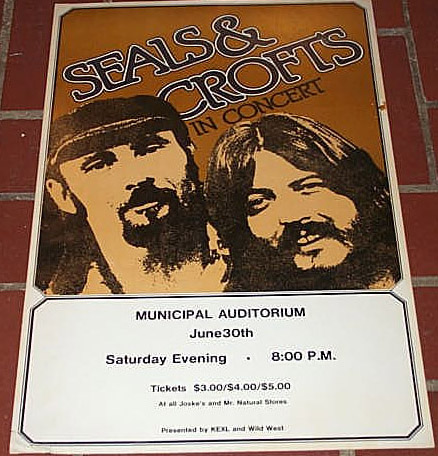 SEALS &
CROFTS
IN CONCERT
MUNICIPAL AUDITORIUM
June30th
Saturday Evening · 8:00 P.M.
Tickets $3.00/$4.00/$5.00
At all Joske's and Mr. Natural Stores
Presented by KEXL and Wild West